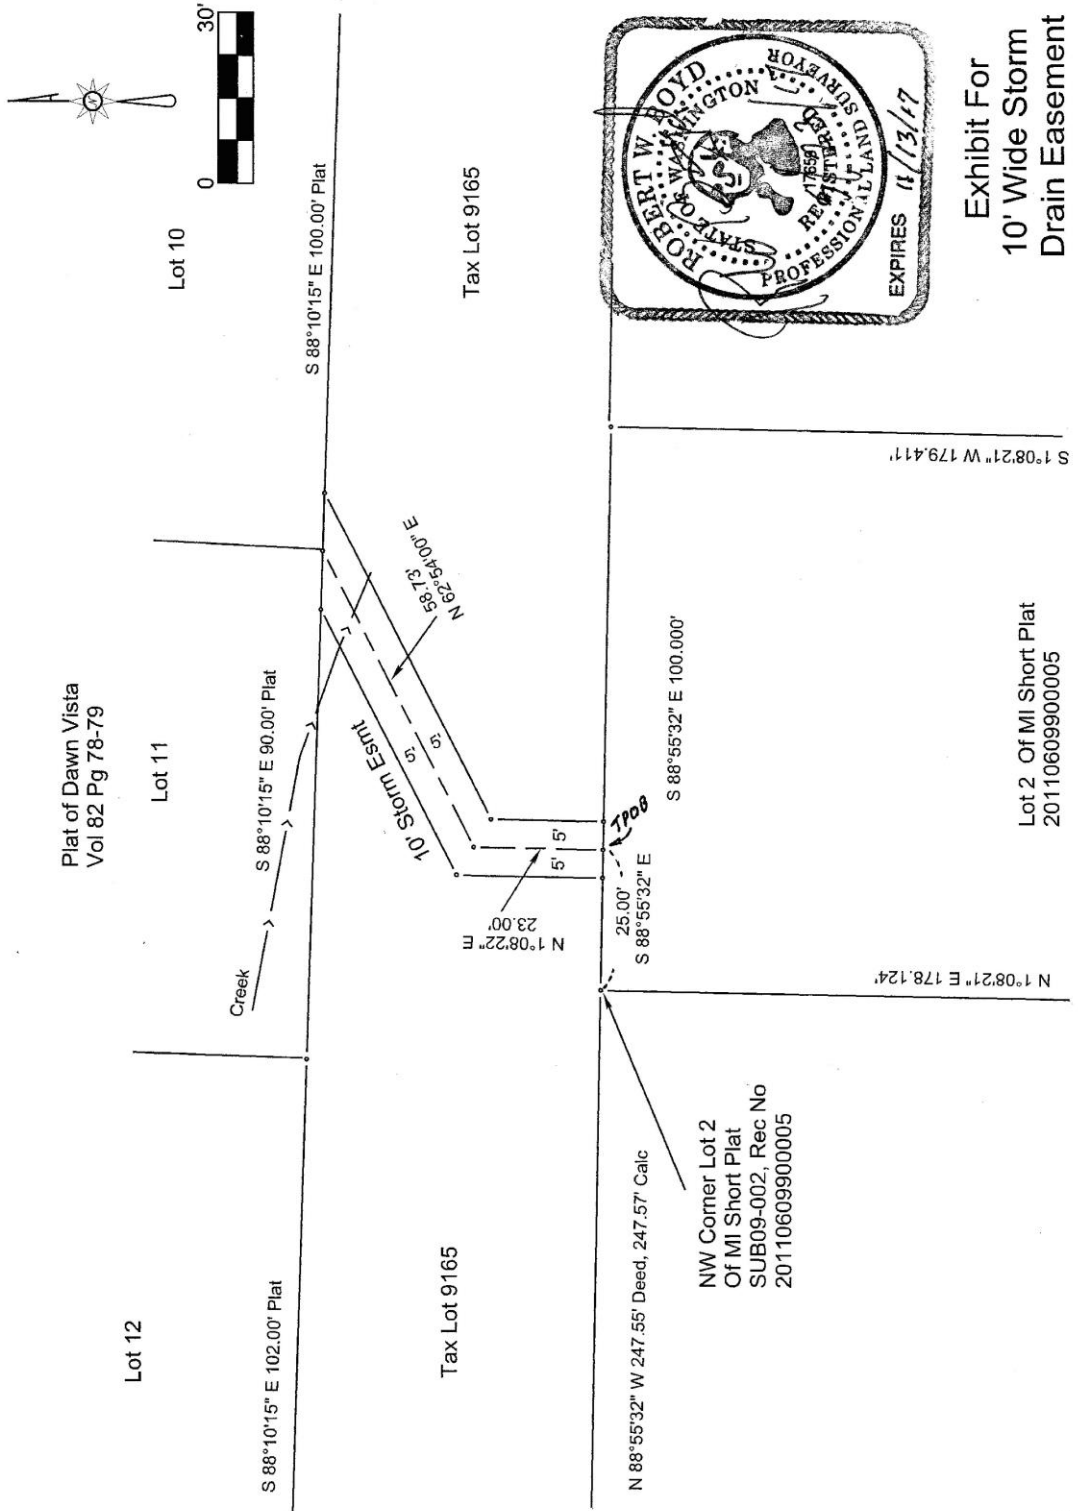 Plat of Dawn Vista
Vol 82 Pg 78-79
Lot 12
Lot 11
Lot 10
0
30'
S 88°10'15" E 102.00' Plat
Creek
S 88°10'15" E 90.00' Plat
S 88°10'15" E 100.00' Plat
Tax Lot 9165
Tax Lot 9165
10' Storm Esmt
5'
5'
58.73'
N 62°54'00" E
N 1°08'22" E
23.00'
5'
5'
TPOB
25.00'
S 88°55'32" E
S 88°55'32" E 100.000'
N 88°55'32" W 247.55' Deed, 247.57' Calc
NW Corner Lot 2
Of MI Short Plat
SUB09-002, Rec No
20110609900005
N 1°08'21" E 178.124'
S 1°08'21" W 179.411'
Lot 2 Of MI Short Plat
20110609900005
ROBERT W. BOYD
STATE OF WASHINGTON
17659
REGISTERED
PROFESSIONAL LAND SURVEYOR
EXPIRES
Exhibit For
10' Wide Storm
Drain Easement